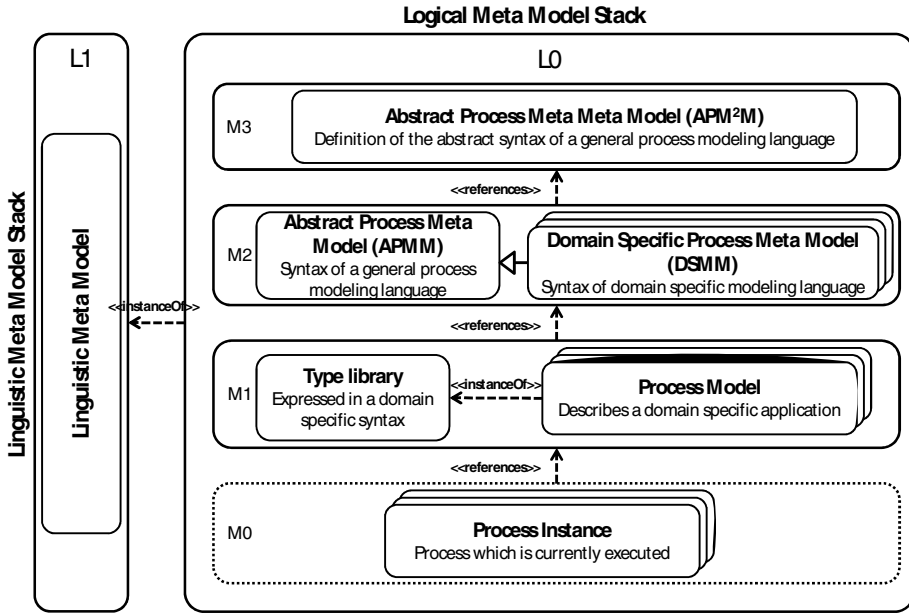 Logical Meta Model Stack
Linguistic Meta Model Stack
L1
Linguistic Meta Model
<<instanceOf>>
L0
M3
Abstract Process Meta Meta Model (APM²M)
Definition of the abstract syntax of a general process modeling language
<<references>>
M2
Abstract Process Meta
Model (APMM)
Syntax of a general process
modeling language
Domain Specific Process Meta Model
(DSMM)
Syntax of domain specific modeling language
<<references>>
M1
Type library
Expressed in a domain
specific syntax
<<instanceOf>>
Process Model
Describes a domain specific application
<<references>>
M0
Process Instance
Process which is currently executed